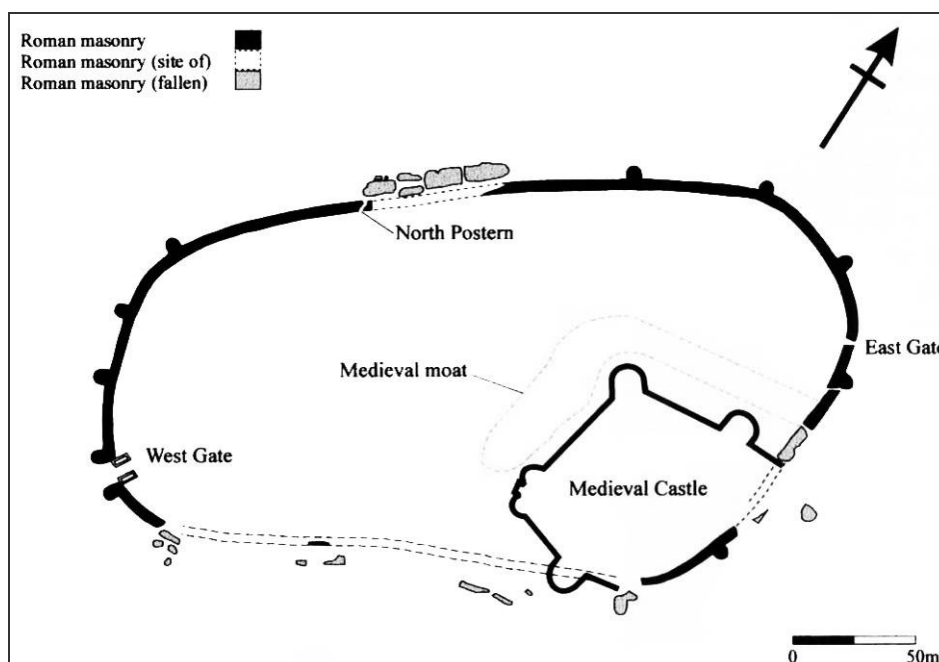 Roman masonry
Roman masonry (site of)
Roman masonry (fallen)
North Postern
East Gate
Medieval moat
West Gate
Medieval Castle
0 50m